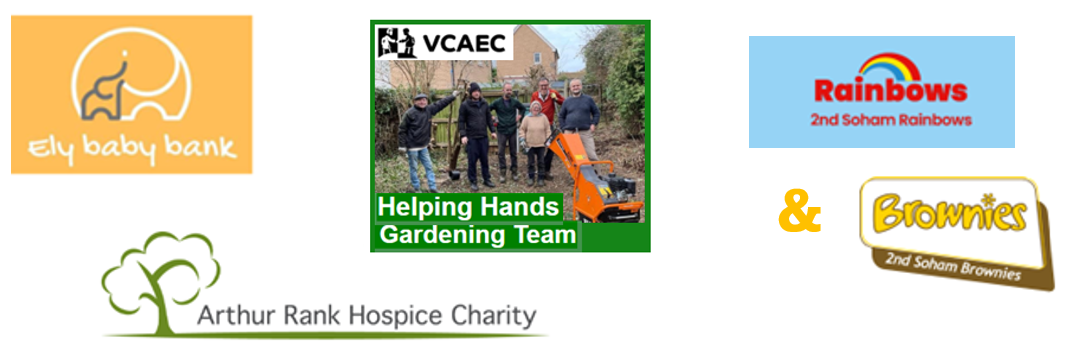 Ely baby bank
VCAEC
Helping Hands
Gardening Team
Rainbows
2nd Soham Rainbows
&
Brownies
2nd Soham Brownies
Arthur Rank Hospice Charity